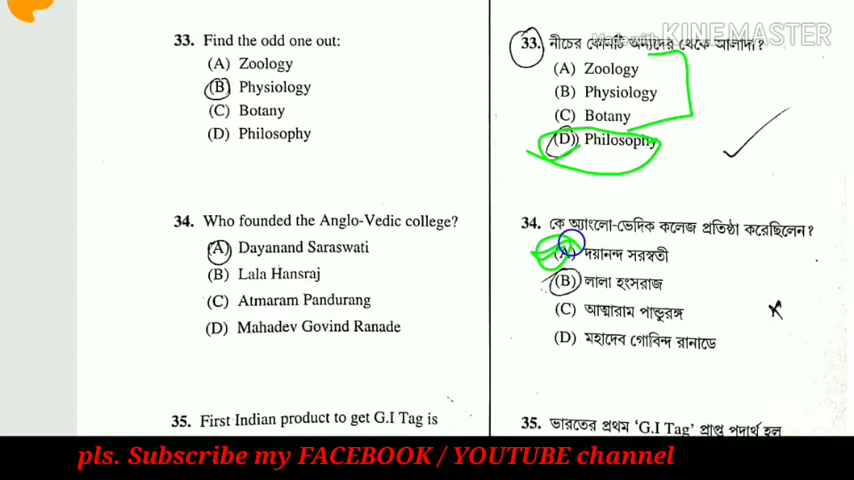 33. Find the odd one out:
(A) Zoology
(B) Physiology
(C) Botany
(D) Philosophy
34. Who founded the Anglo-Vedic college?
(A) Dayanand Saraswati
(B) Lala Hansraj
(C) Atmaram Pandurang
(D) Mahadev Govind Ranade
35. First Indian product to get G.I Tag is
KINEMASTER
33. নীচের কোনটি অন্যদের থেকে আলাদা?
(A) Zoology
(B) Physiology
(C) Botany
(D) Philosophy
34. কে অ্যাংলো-ভেদিক কলেজ প্রতিষ্ঠা করেছিলেন?
(A) দয়ানন্দ সরস্বতী
(B) লালা হংসরাজ
(C) আত্মারাম পান্ডুরঙ্গ
(D) মহাদেব গোবিন্দ রানাডে
35. ভারতের প্রথম ‘G.I Tag’ প্রাপ্ত পদার্থ হল
pls. Subscribe my FACEBOOK / YOUTUBE channel